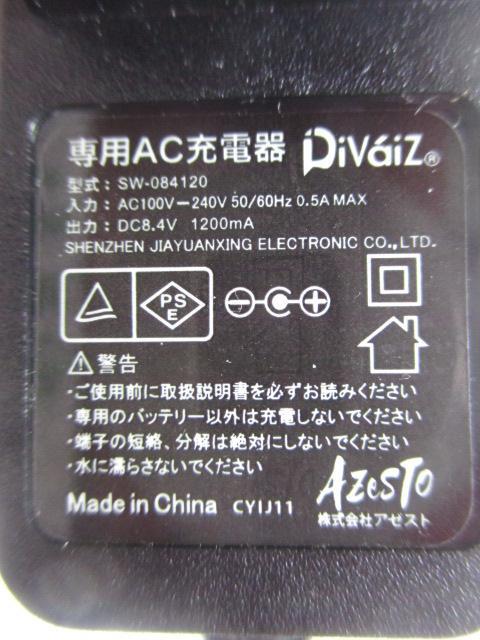 専用AC充電器 DiVáiZ®
型式：SW-084120
入力：AC100V－240V 50/60Hz 0.5A MAX
出力：DC8.4V 1200mA
SHENZHEN JIAYUANXING ELECTRONIC CO.,LTD.
PS
E
警告
・ご使用前に取扱説明書を必ずお読みください
・専用のバッテリー以外は充電しないでください
・端子の短絡、分解は絶対にしないでください
・水に濡らさないでください
AZeSTO
株式会社アゼスト
Made in China CYIJ11